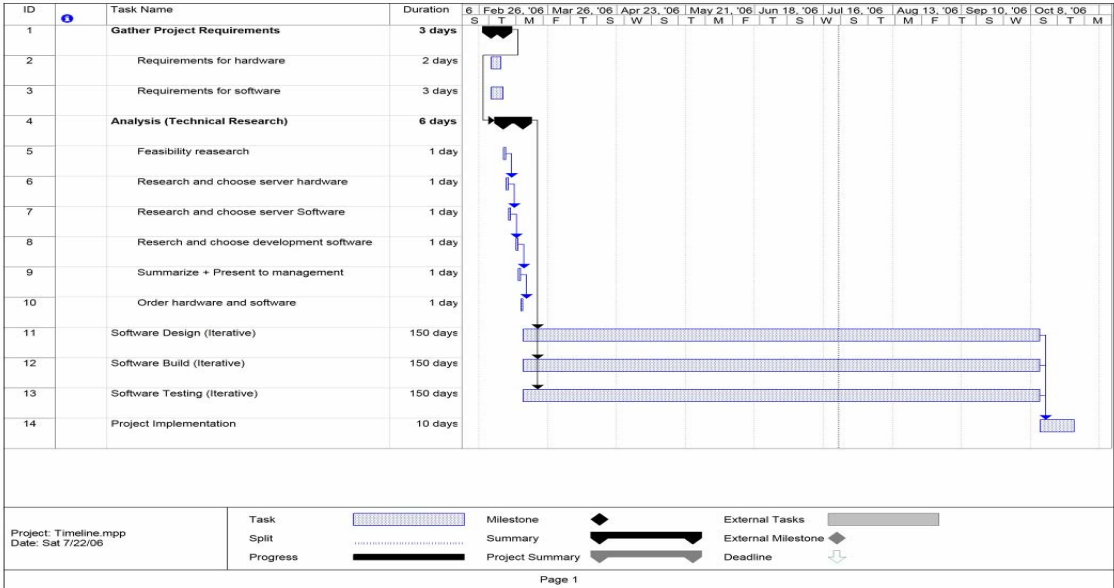 ID Task Name Duration 6 Feb 26, '06 Mar 26, '06 Apr 23, '06 May 21, '06 Jun 18, '06 Jul 16, '06 Aug 13, '06 Sep 10, '06 Oct 8, '06
S T M F T S W S T M F T S W S T M F T S W S T M
1 Gather Project Requirements 3 days
2 Requirements for hardware 2 days
3 Requirements for software 3 days
4 Analysis (Technical Research) 6 days
5 Feasibility reasearch 1 day
6 Research and choose server hardware 1 day
7 Research and choose server Software 1 day
8 Reserch and choose development software 1 day
9 Summarize + Present to management 1 day
10 Order hardware and software 1 day
11 Software Design (Iterative) 150 days
12 Software Build (Iterative) 150 days
13 Software Testing (Iterative) 150 days
14 Project Implementation 10 days
Project: Timeline.mpp
Date: Sat 7/22/06
Task Milestone External Tasks
Split Summary External Milestone
Progress Project Summary Deadline
Page 1